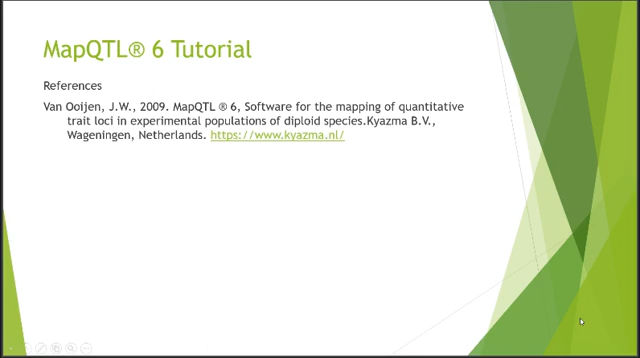 MapQTL® 6 Tutorial
References
Van Ooijen, J.W., 2009. MapQTL ® 6, Software for the mapping of quantitative
trait loci in experimental populations of diploid species.Kyazma B.V.,
Wageningen, Netherlands. https://www.kyazma.nl/